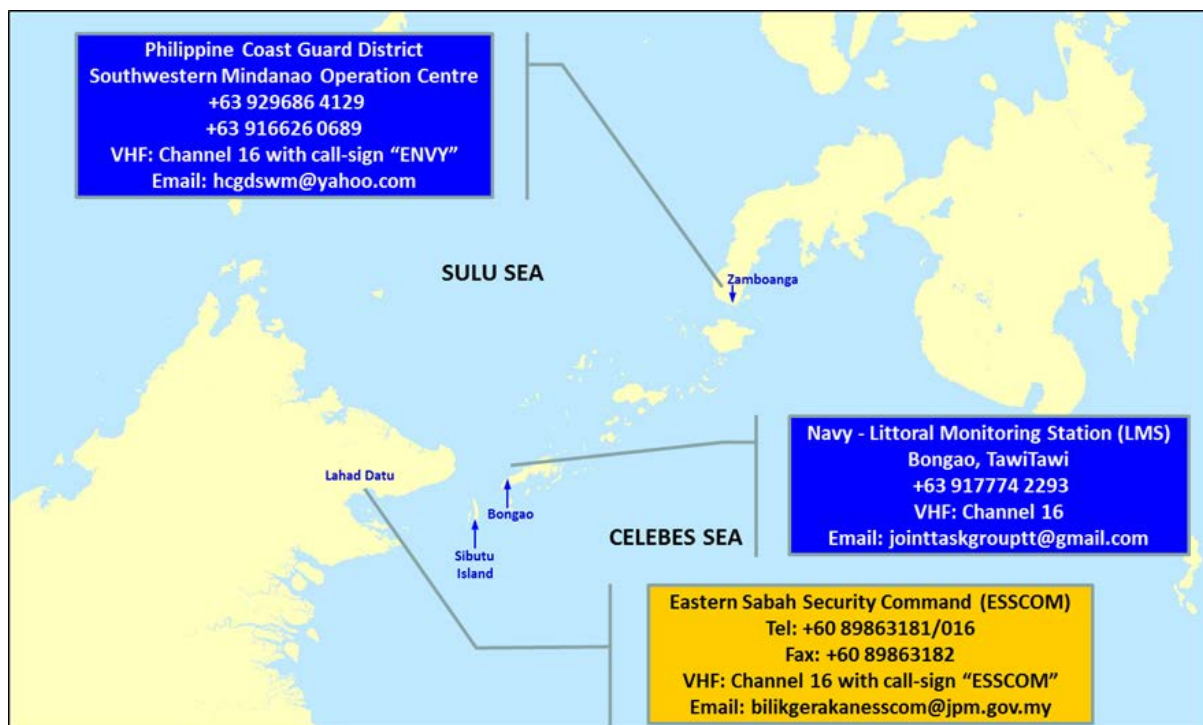 Philippine Coast Guard District
Southwestern Mindanao Operation Centre
+63 929686 4129
+63 916626 0689
VHF: Channel 16 with call-sign “ENVY”
Email: hcgdswm@yahoo.com
SULU SEA
Zamboanga
Lahad Datu
Bongao
Sibutu
Island
CELEBES SEA
Navy - Littoral Monitoring Station (LMS)
Bongao, TawiTawi
+63 917774 2293
VHF: Channel 16
Email: jointtaskgrouptt@gmail.com
Eastern Sabah Security Command (ESSCOM)
Tel: +60 89863181/016
Fax: +60 89863182
VHF: Channel 16 with call-sign “ESSCOM”
Email: bilikgerakanesscom@jpm.gov.my